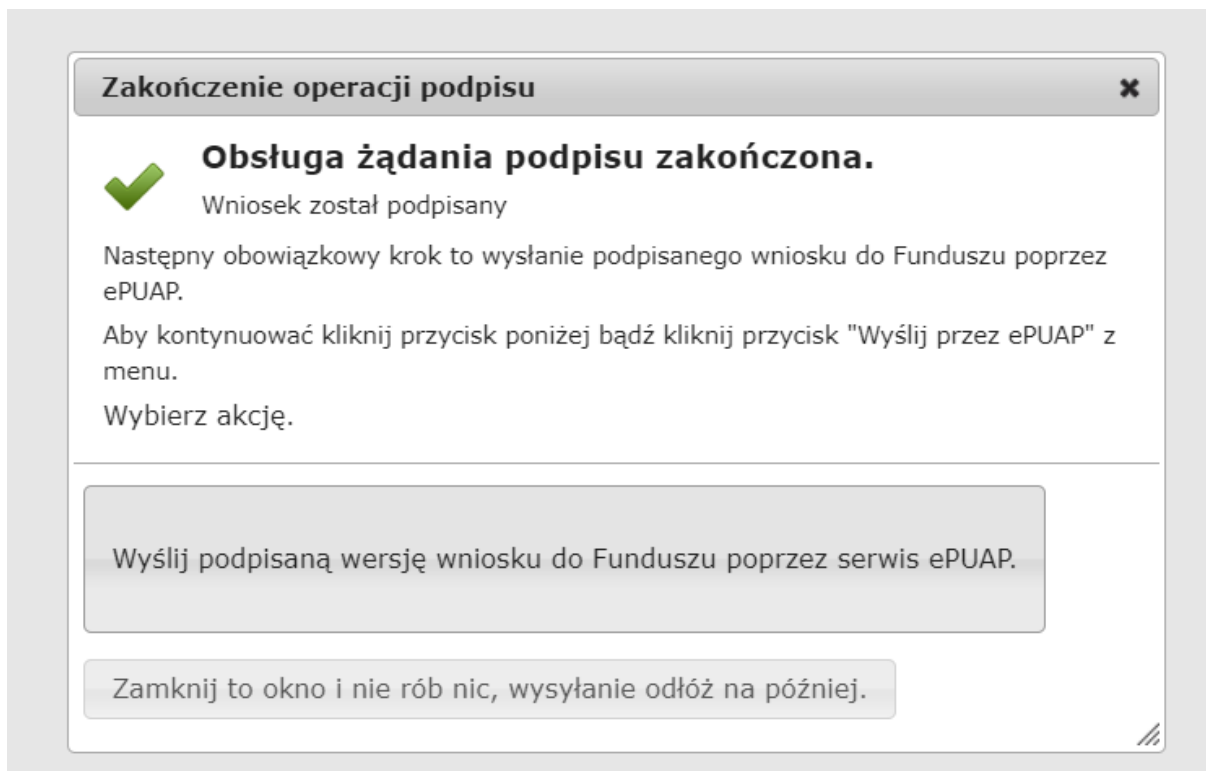 Zakończenie operacji podpisu
Obsługa żądania podpisu zakończona.
Wniosek został podpisany
Następny obowiązkowy krok to wysłanie podpisanego wniosku do Funduszu poprzez
ePUAP.
Aby kontynuować kliknij przycisk poniżej bądź kliknij przycisk "Wyślij przez ePUAP" z
menu.
Wybierz akcję.
Wyślij podpisaną wersję wniosku do Funduszu poprzez serwis ePUAP.
Zamknij to okno i nie rób nic, wysyłanie odłóż na później.